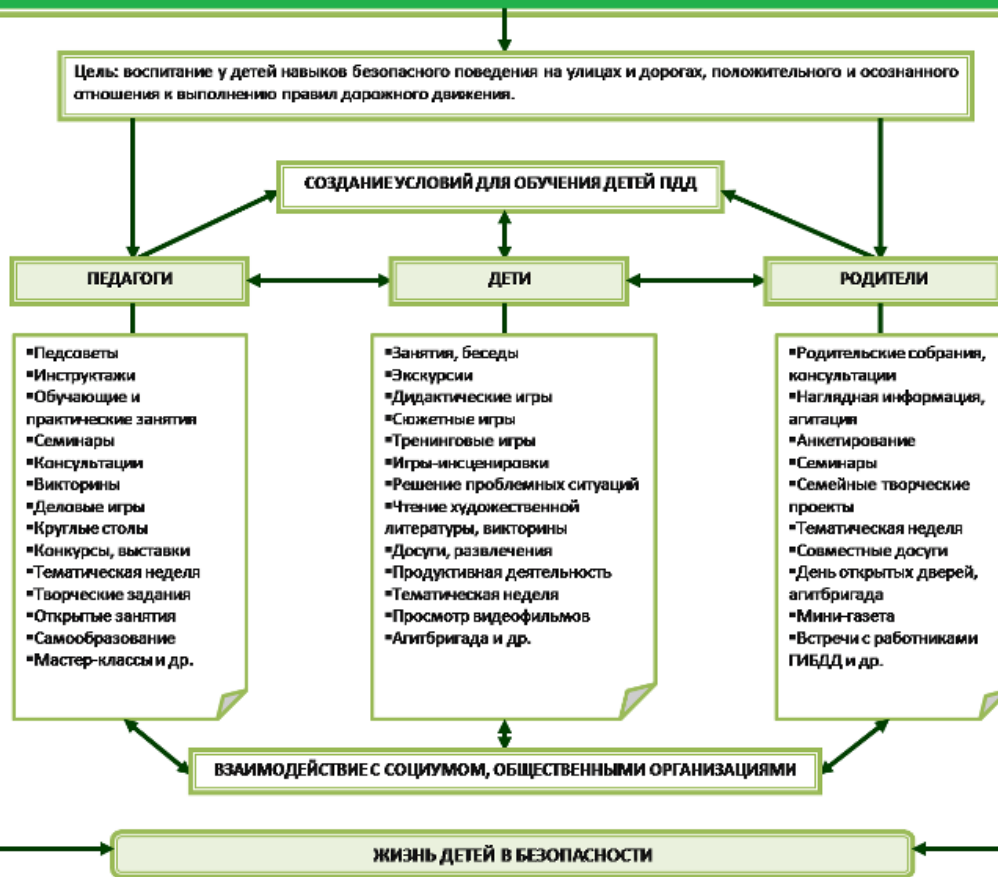 Цель: воспитание у детей навыков безопасного поведения на улицах и дорогах, положительного и осознанного
отношения к выполнению правил дорожного движения.
СОЗДАНИЕ УСЛОВИЙ ДЛЯ ОБУЧЕНИЯ ДЕТЕЙ ПДД
ПЕДАГОГИ
ДЕТИ
РОДИТЕЛИ
▪Педсоветы
▪Инструктажи
▪Обучающие и
практические занятия
▪Семинары
▪Консультации
▪Викторины
▪Деловые игры
▪Круглые столы
▪Конкурсы, выставки
▪Тематическая неделя
▪Творческие задания
▪Открытые занятия
▪Самообразование
▪Мастер-классы и др.
▪Занятия, беседы
▪Экскурсии
▪Дидактические игры
▪Сюжетные игры
▪Тренинговые игры
▪Игры-инсценировки
▪Решение проблемных ситуаций
▪Чтение художественной
литературы, викторины
▪Досуги, развлечения
▪Продуктивная деятельность
▪Тематическая неделя
▪Просмотр видеофильмов
▪Агитбригада и др.
▪Родительские собрания,
консультации
▪Наглядная информация,
агитация
▪Анкетирование
▪Семинары
▪Семейные творческие
проекты
▪Тематическая неделя
▪Совместные досуги
▪День открытых дверей,
агитбригада
▪Мини-газета
▪Встречи с работниками
ГИБДД и др.
ВЗАИМОДЕЙСТВИЕ С СОЦИУМОМ, ОБЩЕСТВЕННЫМИ ОРГАНИЗАЦИЯМИ
ЖИЗНЬ ДЕТЕЙ В БЕЗОПАСНОСТИ